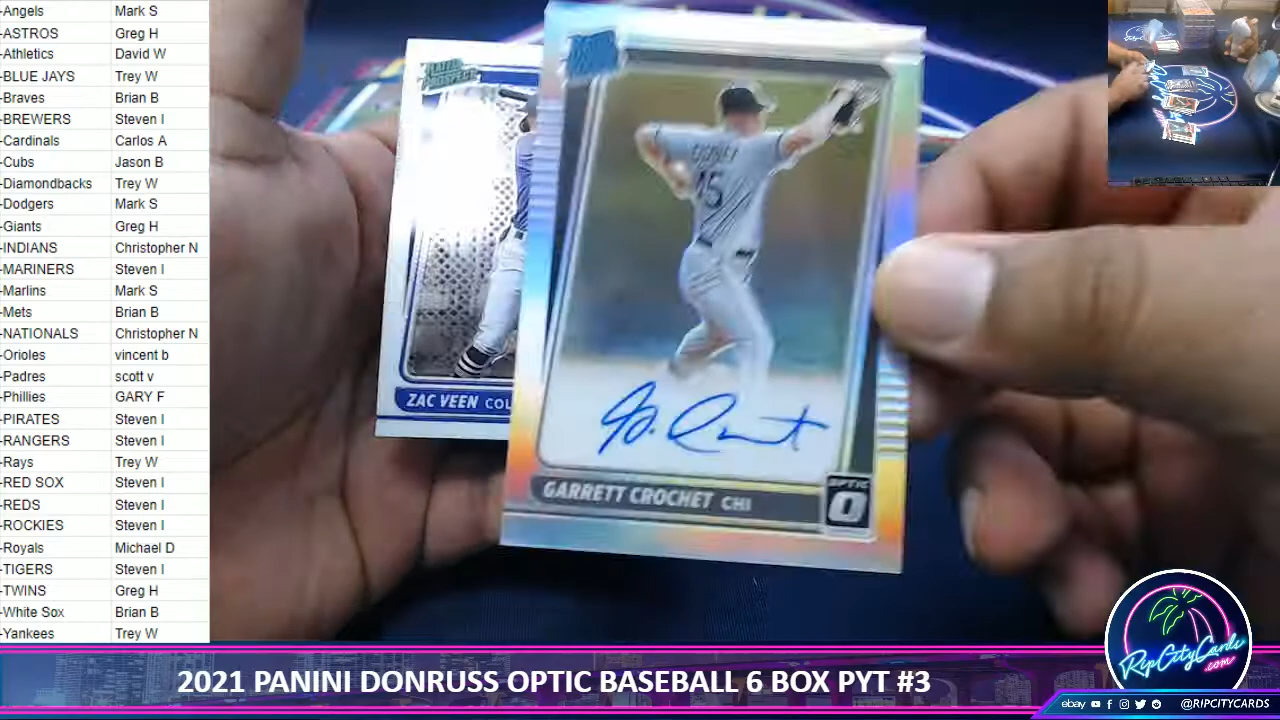 -Angels Mark S
-ASTROS Greg H
-Athletics David W
-BLUE JAYS Trey W
-Braves Brian B
-BREWERS Steven I
-Cardinals Carlos A
-Cubs Jason B
-Diamondbacks Trey W
-Dodgers Mark S
-Giants Greg H
-INDIANS Christopher N
-MARINERS Steven I
-Marlins Mark S
-Mets Brian B
-NATIONALS Christopher N
-Orioles vincent b
-Padres scott v
-Phillies GARY F
-PIRATES Steven I
-RANGERS Steven I
-Rays Trey W
-RED SOX Steven I
-REDS Steven I
-ROCKIES Steven I
-Royals Michael D
-TIGERS Steven I
-TWINS Greg H
-White Sox Brian B
-Yankees Trey W
RATED PROSPECT
ZAC VEEN COL
45
GARRETT CROCHET CHI
OPTIC
O
RipCityCards
.com
2021 PANINI DONRUSS OPTIC BASEBALL 6 BOX PYT #3
ebay @RIPCITYCARDS